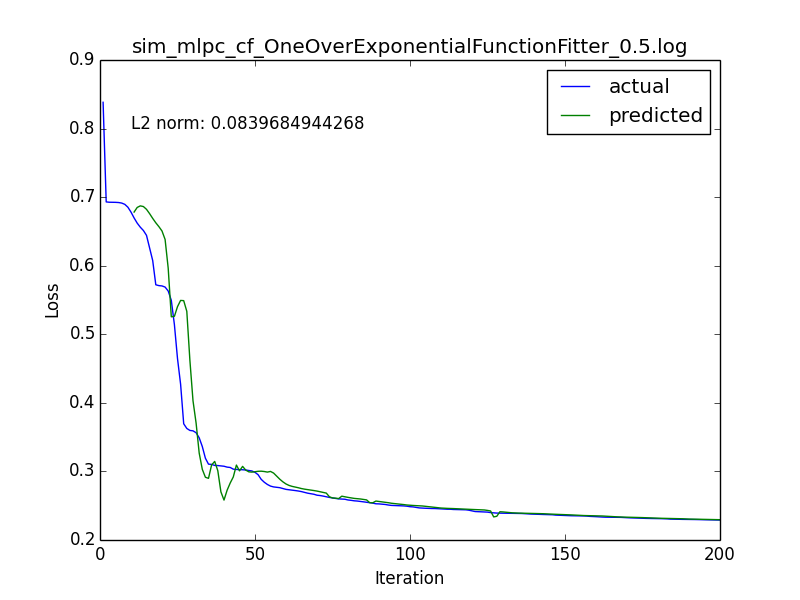 sim_mlpc_cf_OneOverExponentialFunctionFitter_0.5.log
0.9
0.8
0.7
0.6
0.5
0.4
0.3
0.2
Loss
L2 norm: 0.0839684944268
actual
predicted
0
50
100
150
200
Iteration